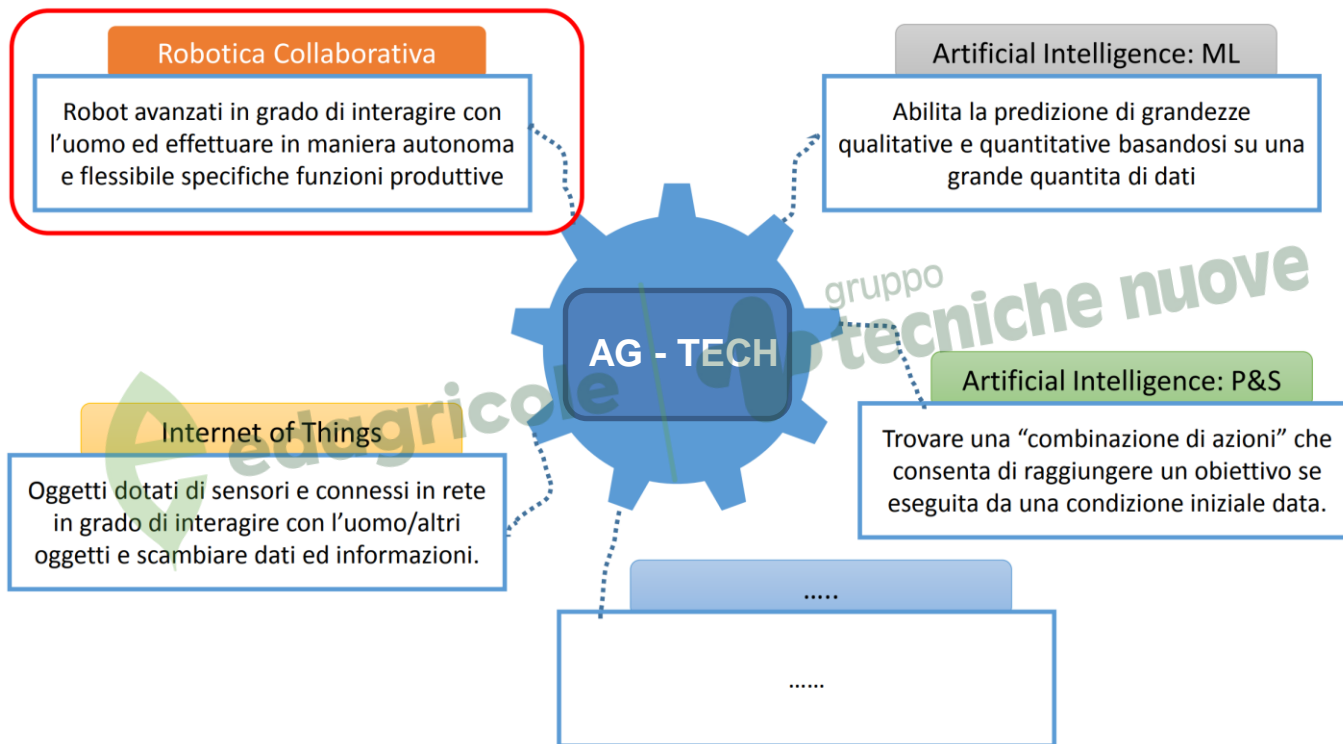 Robotica Collaborativa
Robot avanzati in grado di interagire con
l'uomo ed effettuare in maniera autonoma
e flessibile specifiche funzioni produttive
Artificial Intelligence: ML
Abilita la predizione di grandezze
qualitative e quantitative basandosi su una
grande quantita di dati
gruppo
tecniche nuove
AG - TECH
edagricole
Artificial Intelligence: P&S
Trovare una "combinazione di azioni" che
consenta di raggiungere un obiettivo se
eseguita da una condizione iniziale data.
Internet of Things
Oggetti dotati di sensori e connessi in rete
in grado di interagire con l'uomo/altri
oggetti e scambiare dati ed informazioni.
.....
......